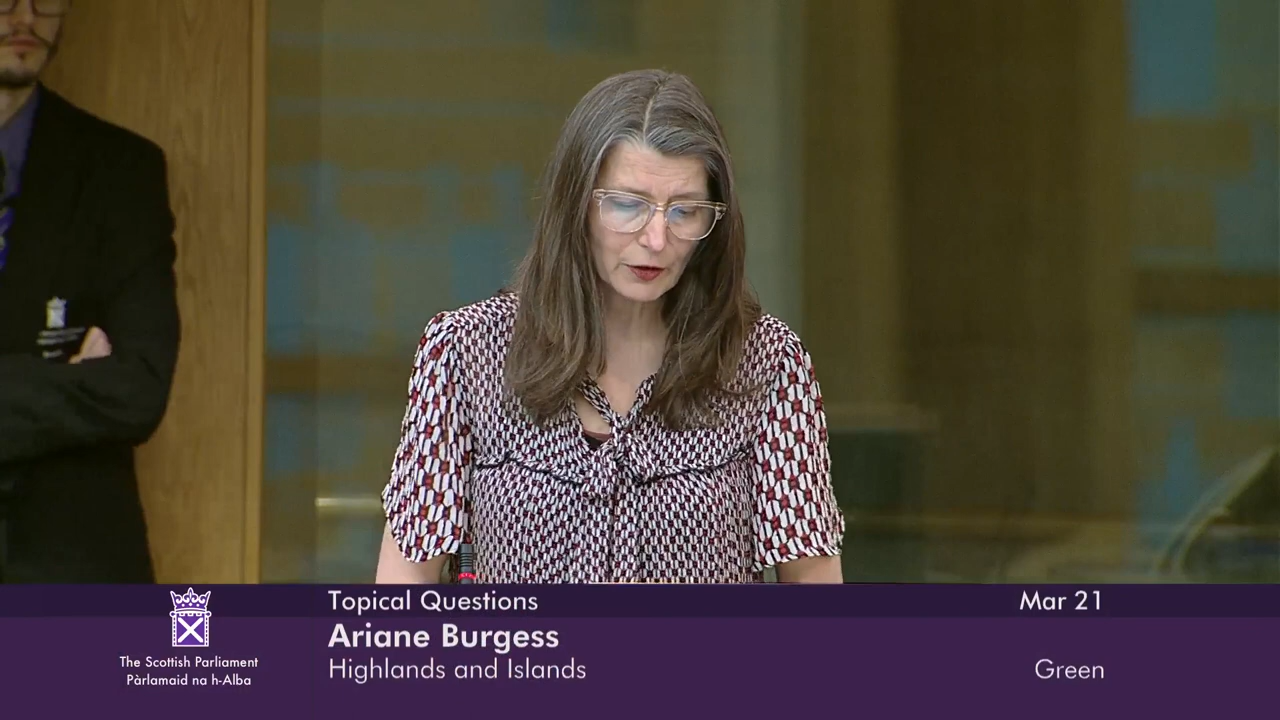 Topical Questions
Mar 21
Ariane Burgess
Highlands and Islands
Green
The Scottish Parliament
Pàrlamaid na h-Alba